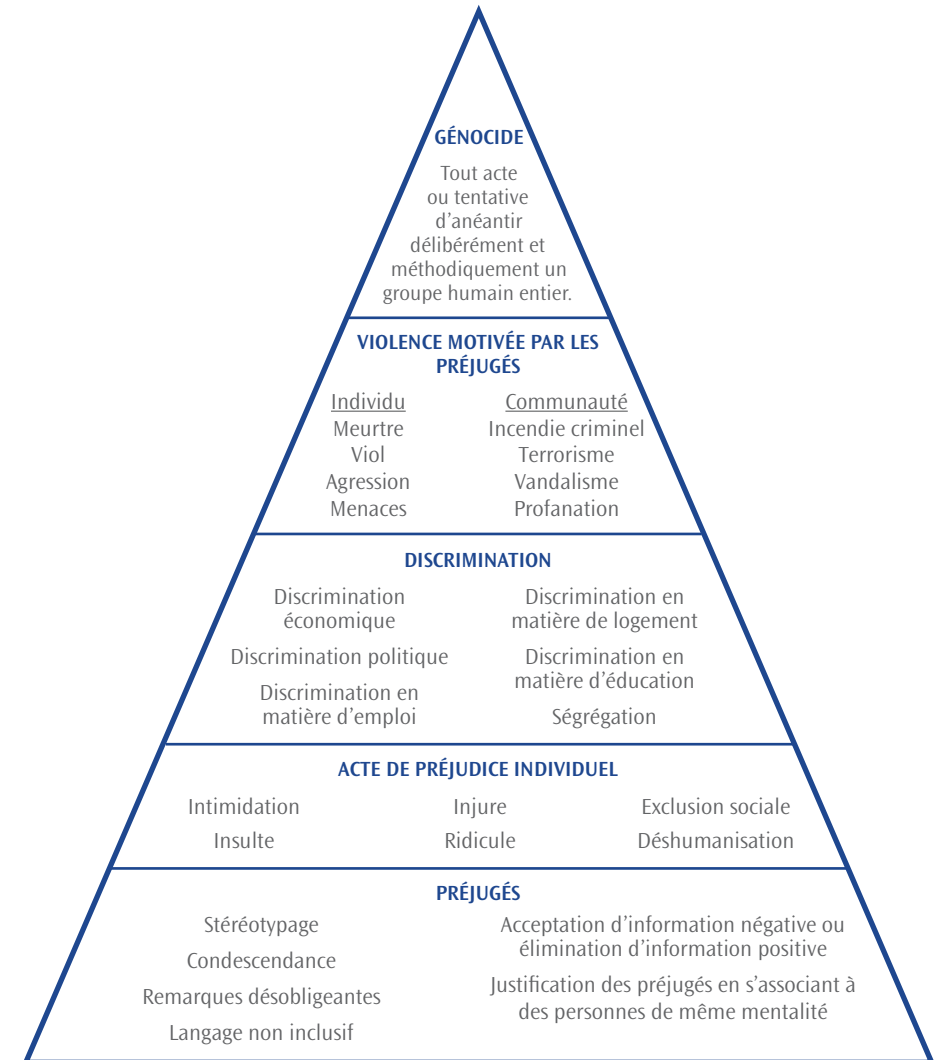 GÉNOCIDE
Tout acte
ou tentative
d'anéantir
délibérément et
méthodiquement un
groupe humain entier.
VIOLENCE MOTIVÉE PAR LES
PRÉJUGÉS
Individu
Meurtre
Viol
Agression
Menaces
Communauté
Incendie criminel
Terrorisme
Vandalisme
Profanation
DISCRIMINATION
Discrimination
économique
Discrimination politique
Discrimination en
matière d'emploi
Discrimination en
matière de logement
Discrimination en
matière d'éducation
Ségrégation
ACTE DE PRÉJUDICE INDIVIDUEL
Intimidation
Injure
Exclusion sociale
Insulte
Ridicule
Déshumanisation
PRÉJUGÉS
Stéréotypage
Condescendance
Remarques désobligeantes
Langage non inclusif
Acceptation d'information négative ou
élimination d'information positive
Justification des préjugés en s'associant à
des personnes de même mentalité